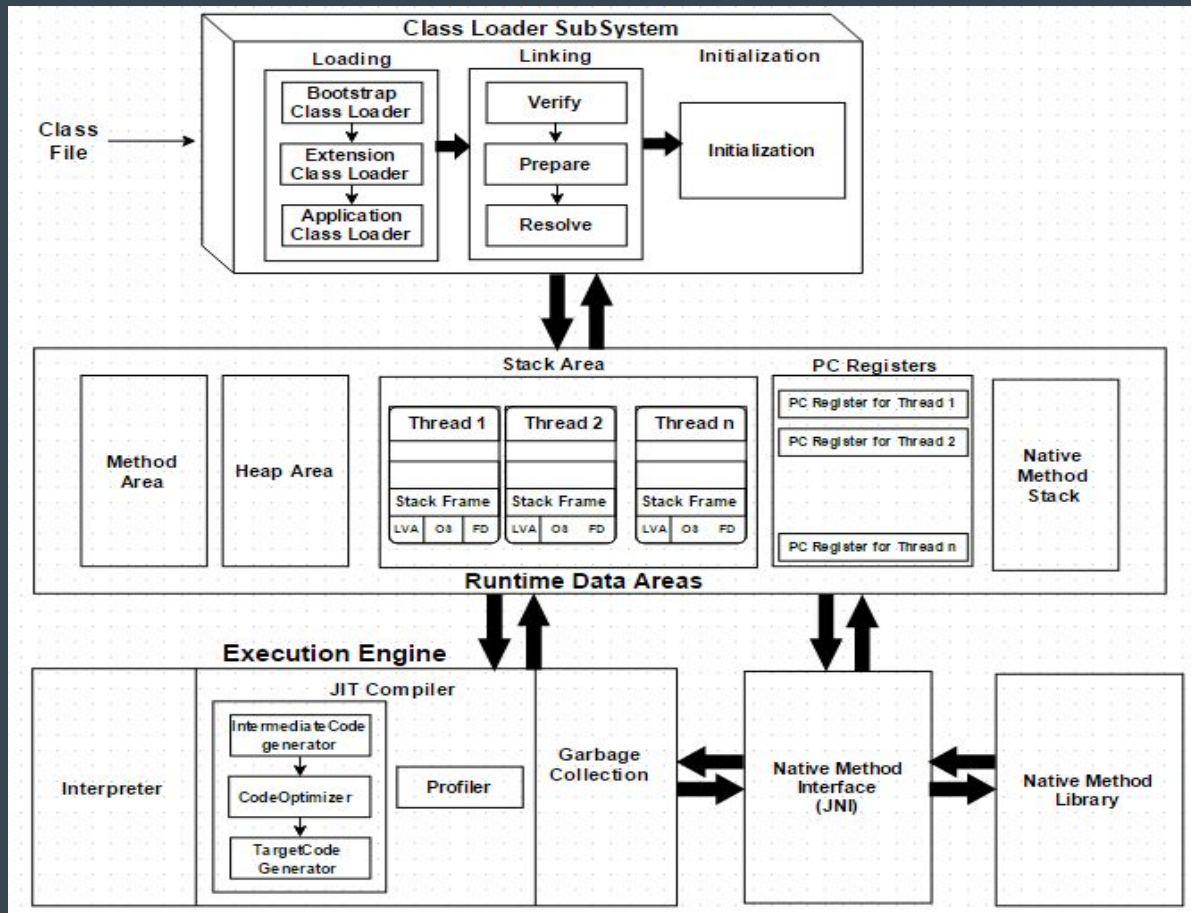 Class Loader SubSystem
Loading
Linking
Initialization
Class
File
Bootstrap
Class Loader
Extension
Class Loader
Application
Class Loader
Verify
Prepare
Resolve
Initialization
Stack Area
PC Registers
Method
Area
Heap Area
Thread 1
Stack Frame
LVA OS FD
Thread 2
Stack Frame
LVA OS FD
Thread n
Stack Frame
LVA OS FD
PC Register for Thread 1
PC Register for Thread 2
PC Register for Thread n
Native
Method
Stack
Runtime Data Areas
Execution Engine
Interpreter
JIT Compiler
IntermediateCode
generator
CodeOptimizer
TargetCode
Generator
Profiler
Garbage
Collection
Native Method
Interface
(JNI)
Native Method
Library